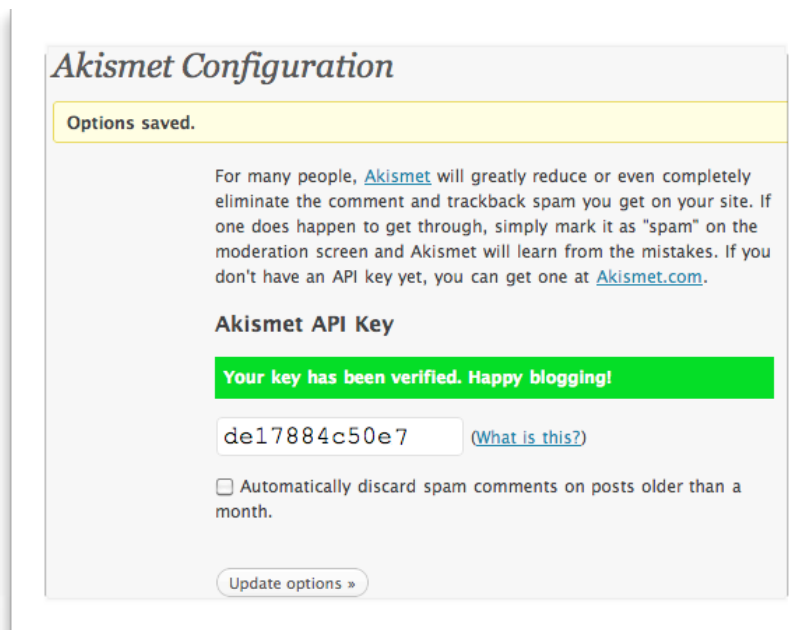 Akismet Configuration
Options saved.
For many people, Akismet will greatly reduce or even completely
eliminate the comment and trackback spam you get on your site. If
one does happen to get through, simply mark it as "spam" on the
moderation screen and Akismet will learn from the mistakes. If you
don't have an API key yet, you can get one at Akismet.com.
Akismet API Key
Your key has been verified. Happy blogging!
de17884c50e7 (What is this?)
Automatically discard spam comments on posts older than a
month.
Update options »